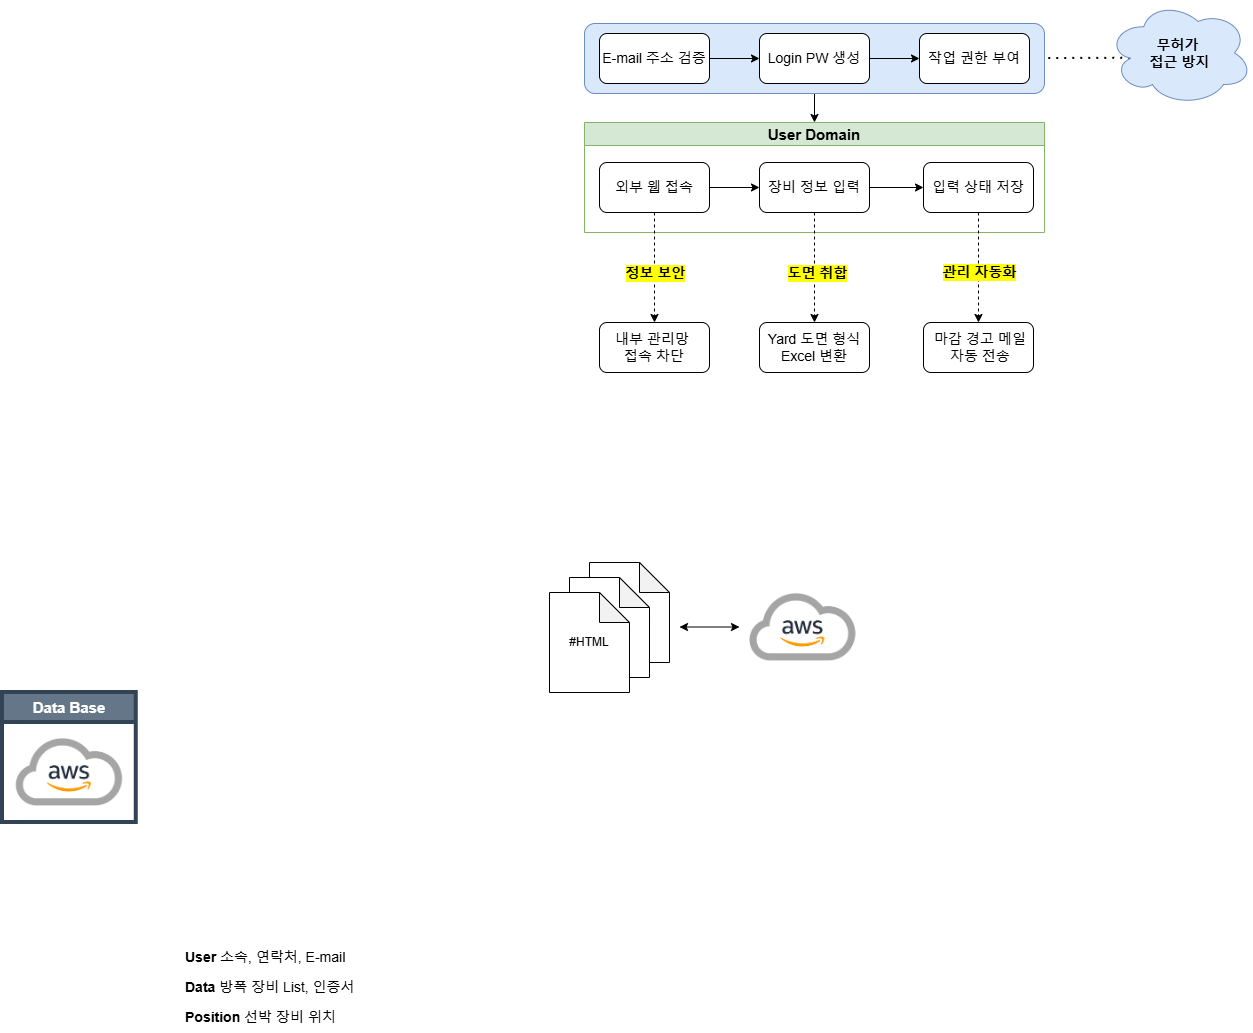 E-mail 주소 검증
Login PW 생성
작업 권한 부여
무허가
접근 방지
User Domain
외부 웹 접속
장비 정보 입력
입력 상태 저장
정보 보안
도면 취합
관리 자동화
내부 관리망
접속 차단
Yard 도면 형식
Excel 변환
마감 경고 메일
자동 전송
#HTML
aws
Data Base
aws
User 소속, 연락처, E-mail
Data 방폭 장비 List, 인증서
Position 선박 장비 위치